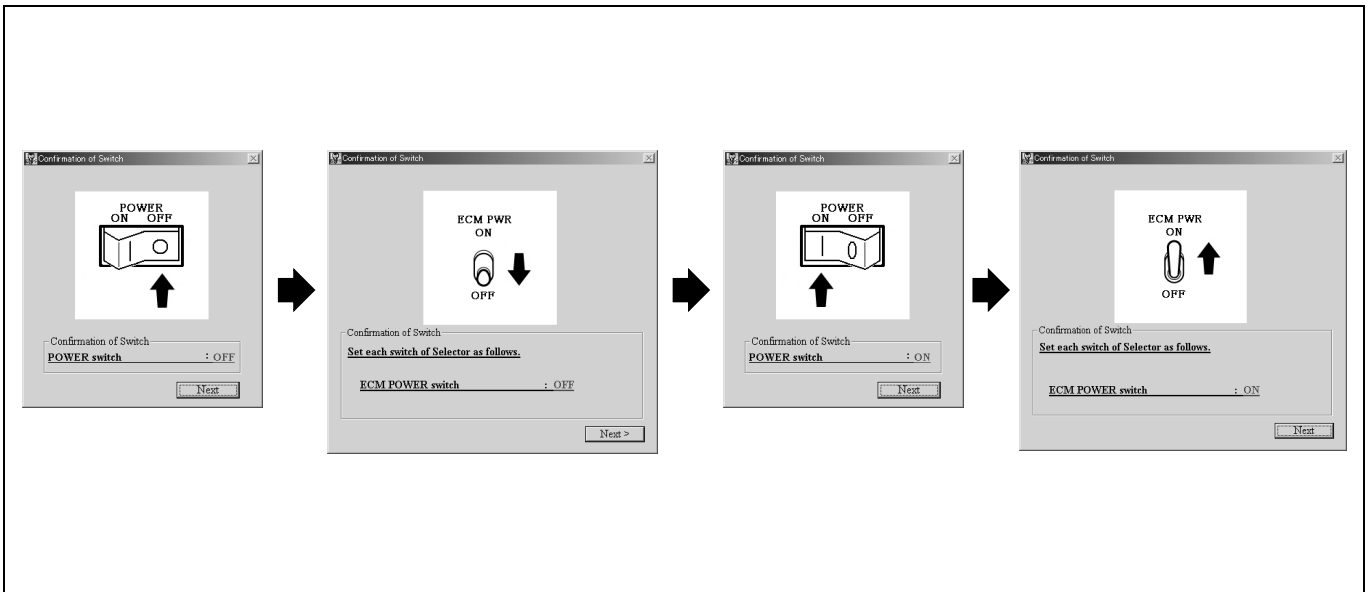 Confirmation of Switch
POWER
ON OFF
Confirmation of Switch
POWER switch : OFF
Next
Confirmation of Switch
ECM PWR
ON
OFF
Confirmation of Switch
Set each switch of Selector as follows.
ECM POWER switch : OFF
Next >
Confirmation of Switch
POWER
ON OFF
Confirmation of Switch
POWER switch : ON
Next
Confirmation of Switch
ECM PWR
ON
OFF
Confirmation of Switch
Set each switch of Selector as follows.
ECM POWER switch : ON
Next